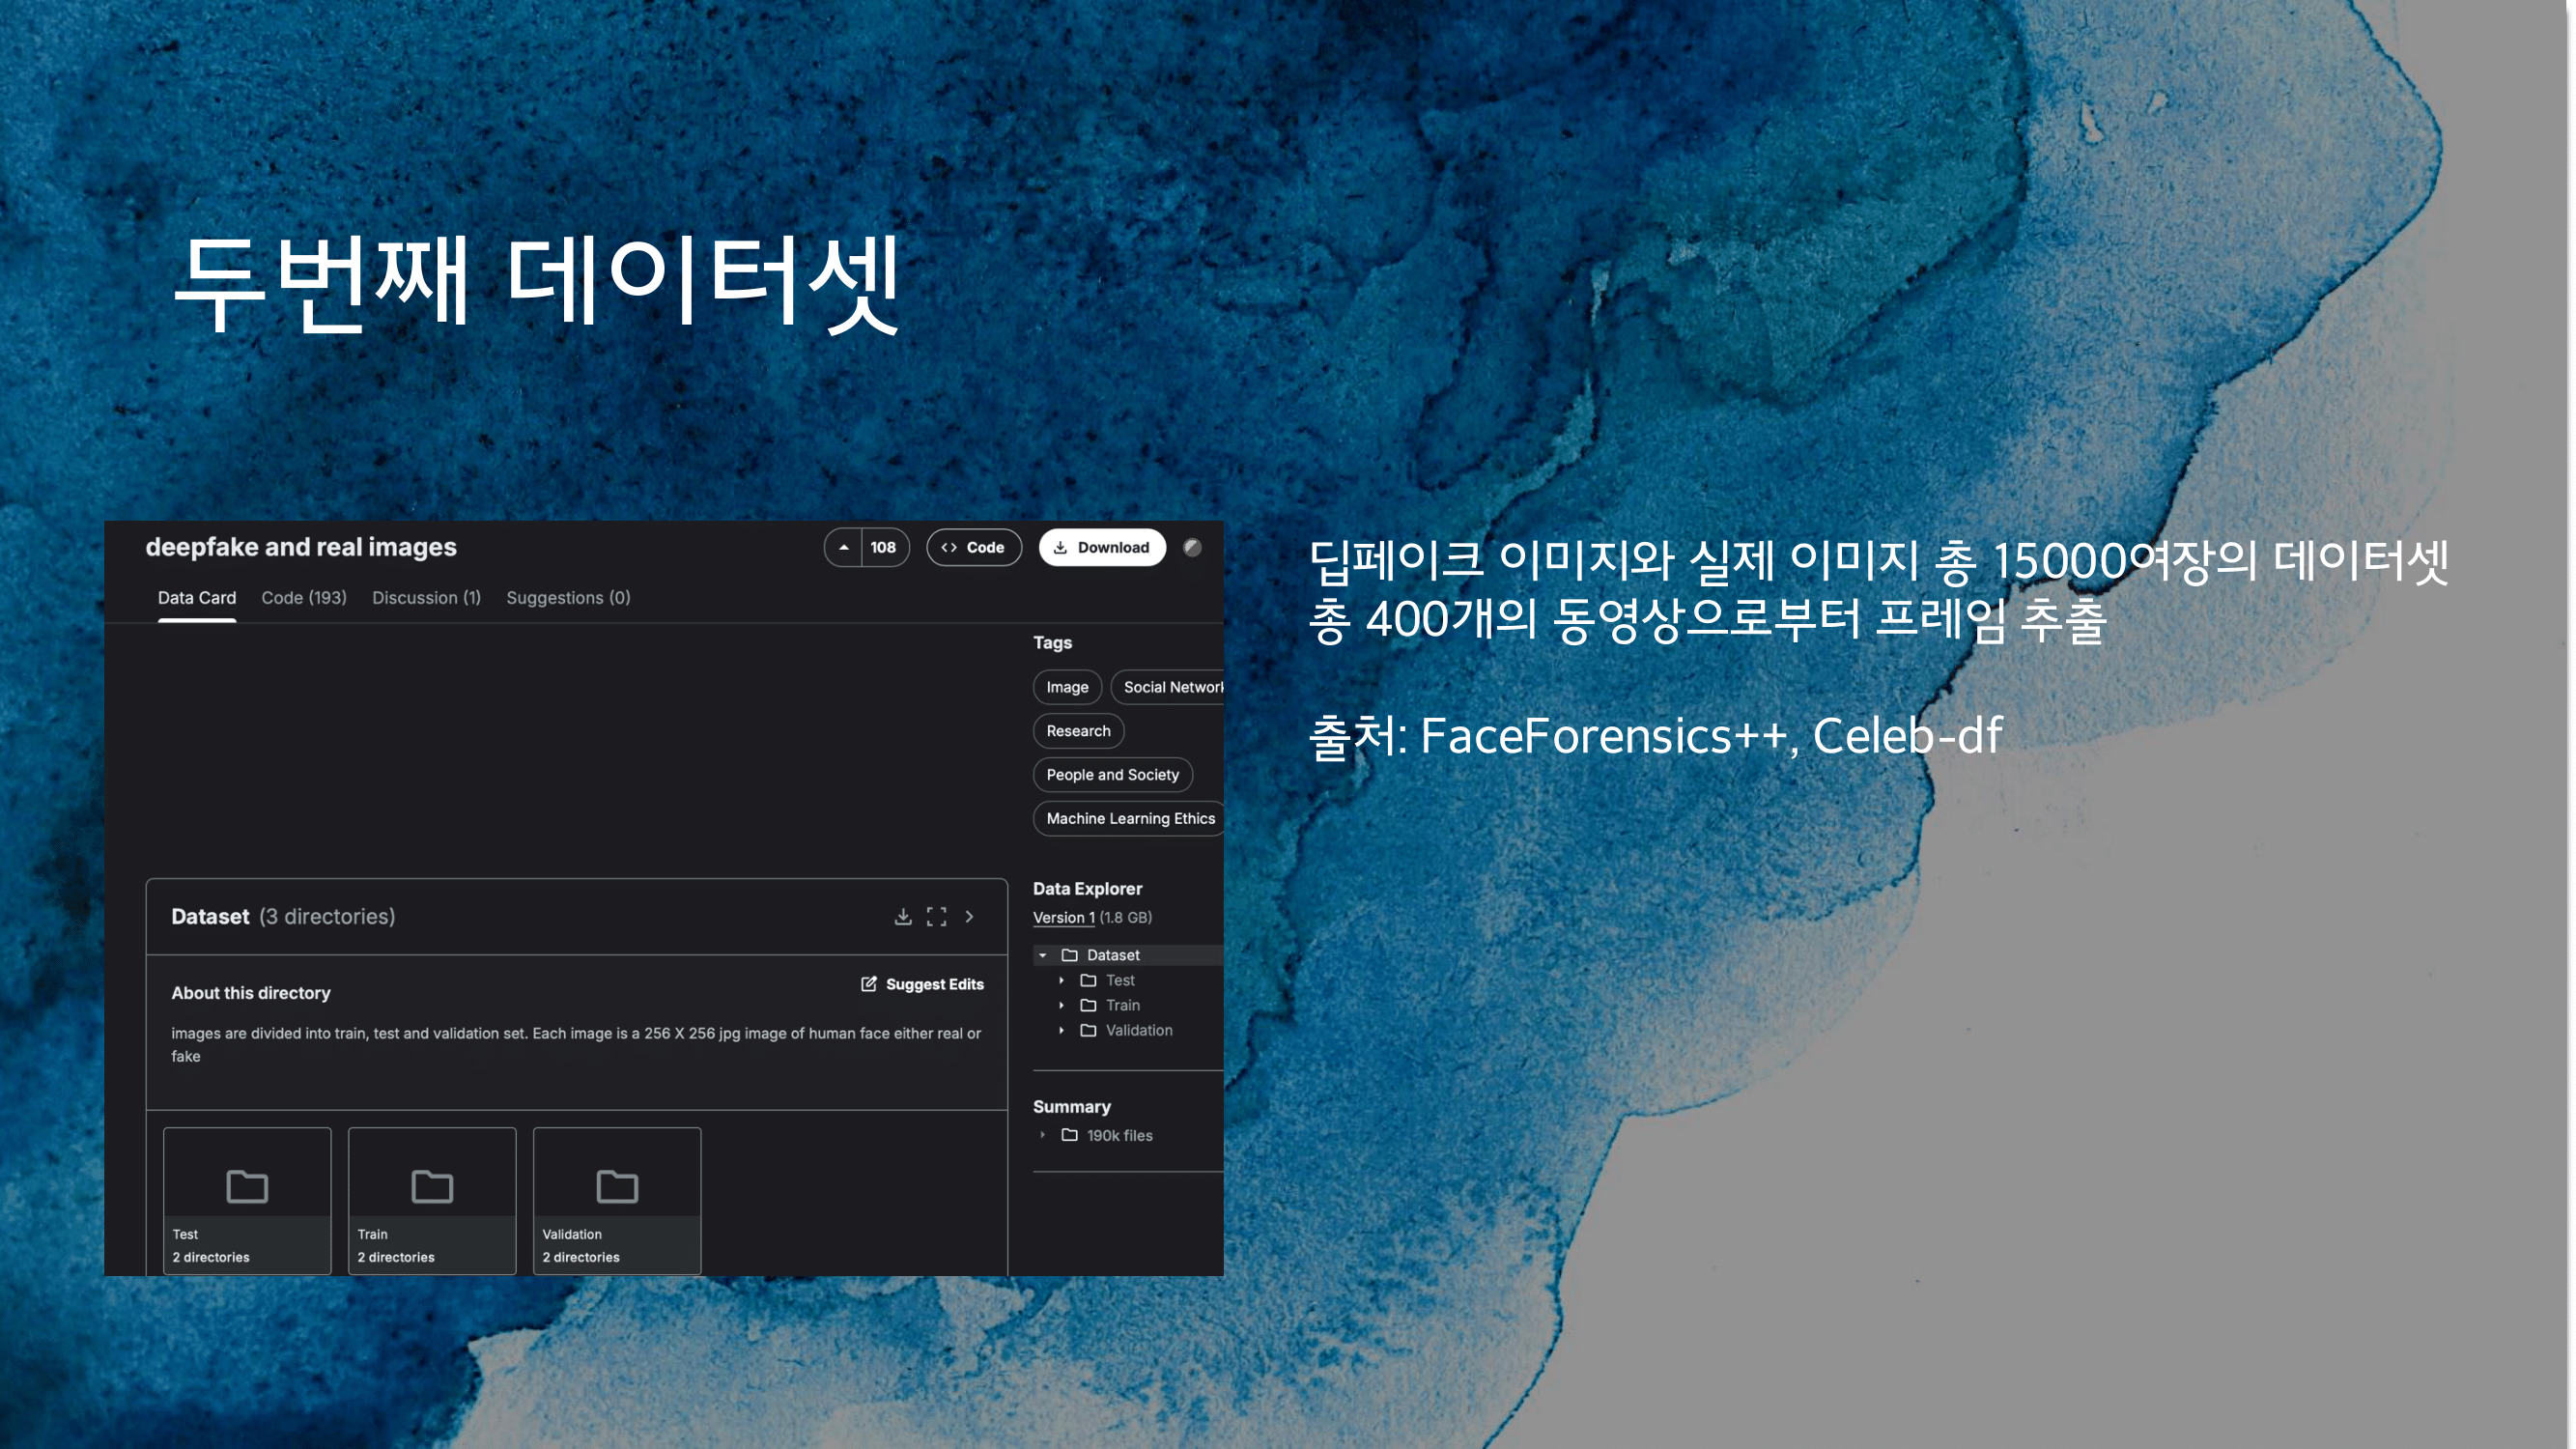 두번째 데이터셋
deepfake and real images
108
Code
Download
Data Card
Code (193)
Discussion (1)
Suggestions (0)
Tags
Image
Social Network
Research
People and Society
Machine Learning Ethics
Dataset (3 directories)
About this directory
Suggest Edits
images are divided into train, test and validation set. Each image is a 256 X 256 jpg image of human face either real or
fake
Test
2 directories
Train
2 directories
Validation
2 directories
Data Explorer
Version 1 (1.8 GB)
Dataset
Test
Train
Validation
Summary
190k files
딥페이크 이미지와 실제 이미지 총 15000여장의 데이터셋
총 400개의 동영상으로부터 프레임 추출
출처: FaceForensics++, Celeb-df